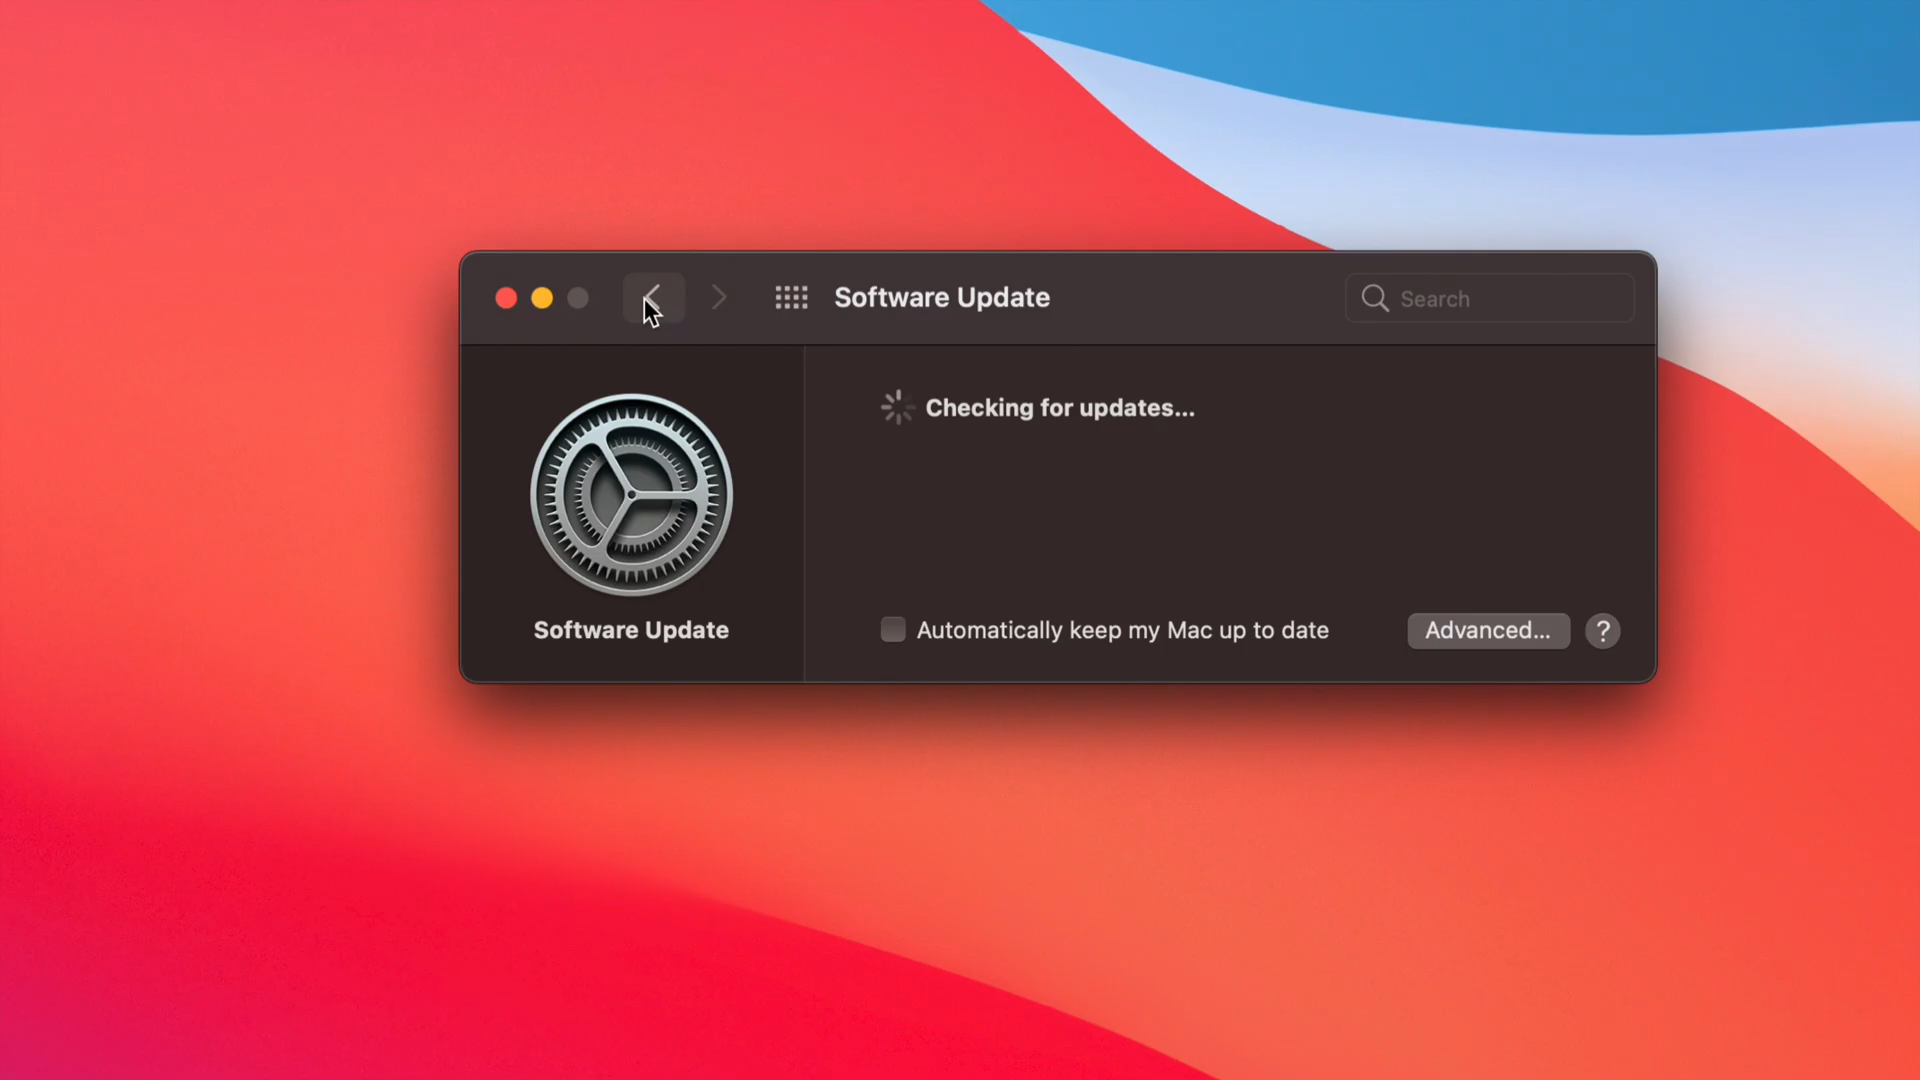 Software Update
Search
Checking for updates...
Software Update
Automatically keep my Mac up to date
Advanced...
?